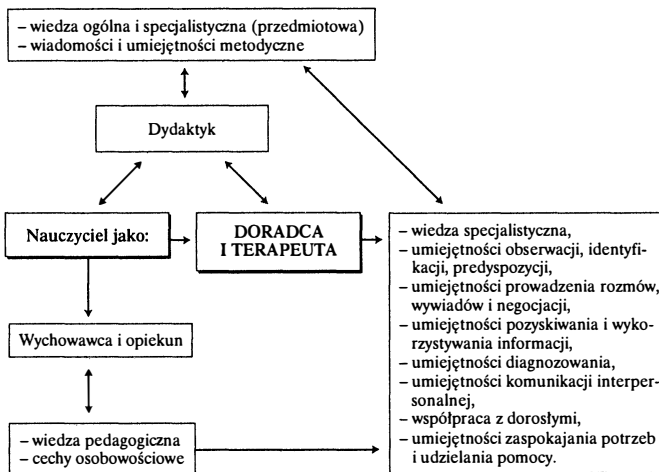 – wiedza ogólna i specjalistyczna (przedmiotowa)
– wiadomości i umiejętności metodyczne
Dydaktyk
Nauczyciel jako:
DORADCA
I TERAPEUTA
– wiedza specjalistyczna,
– umiejętności obserwacji, identyfi-
kacji, predyspozycji,
– umiejętności prowadzenia rozmów,
wywiadów i negocjacji,
– umiejętności pozyskiwania i wyko-
rzystywania informacji,
– umiejętności diagnozowania,
– umiejętności komunikacji interper-
sonalnej,
– współpraca z dorosłymi,
– umiejętności zaspokajania potrzeb
i udzielania pomocy.
Wychowawca i opiekun
– wiedza pedagogiczna
– cechy osobowościowe